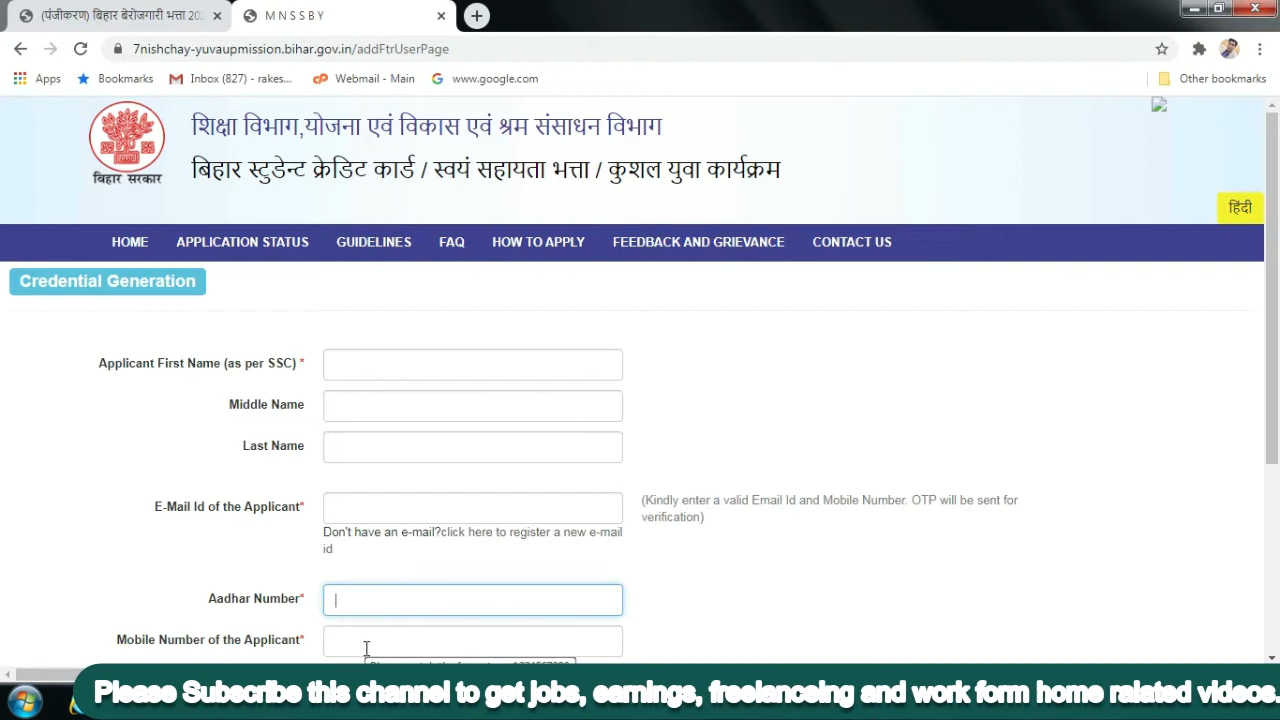 (पंजीकरण) बिहार बेरोजगारी भत्ता 202
M N S S B Y
7nishchay-yuvaupmission.bihar.gov.in/addFtrUserPage
Apps Bookmarks Inbox (827) - rakes... Webmail - Main www.google.com Other bookmarks
शिक्षा विभाग,योजना एवं विकास एवं श्रम संसाधन विभाग
बिहार स्टुडेन्ट क्रेडिट कार्ड / स्वयं सहायता भत्ता / कुशल युवा कार्यक्रम
बिहार सरकार
हिंदी
HOME APPLICATION STATUS GUIDELINES FAQ HOW TO APPLY FEEDBACK AND GRIEVANCE CONTACT US
Credential Generation
Applicant First Name (as per SSC) *
Middle Name
Last Name
E-Mail Id of the Applicant*
(Kindly enter a valid Email Id and Mobile Number. OTP will be sent for
verification)
Don't have an e-mail?click here to register a new e-mail
id
Aadhar Number*
Mobile Number of the Applicant*
Please Subscribe this channel to get jobs, earnings, freelanceing and work form home ralated videos.